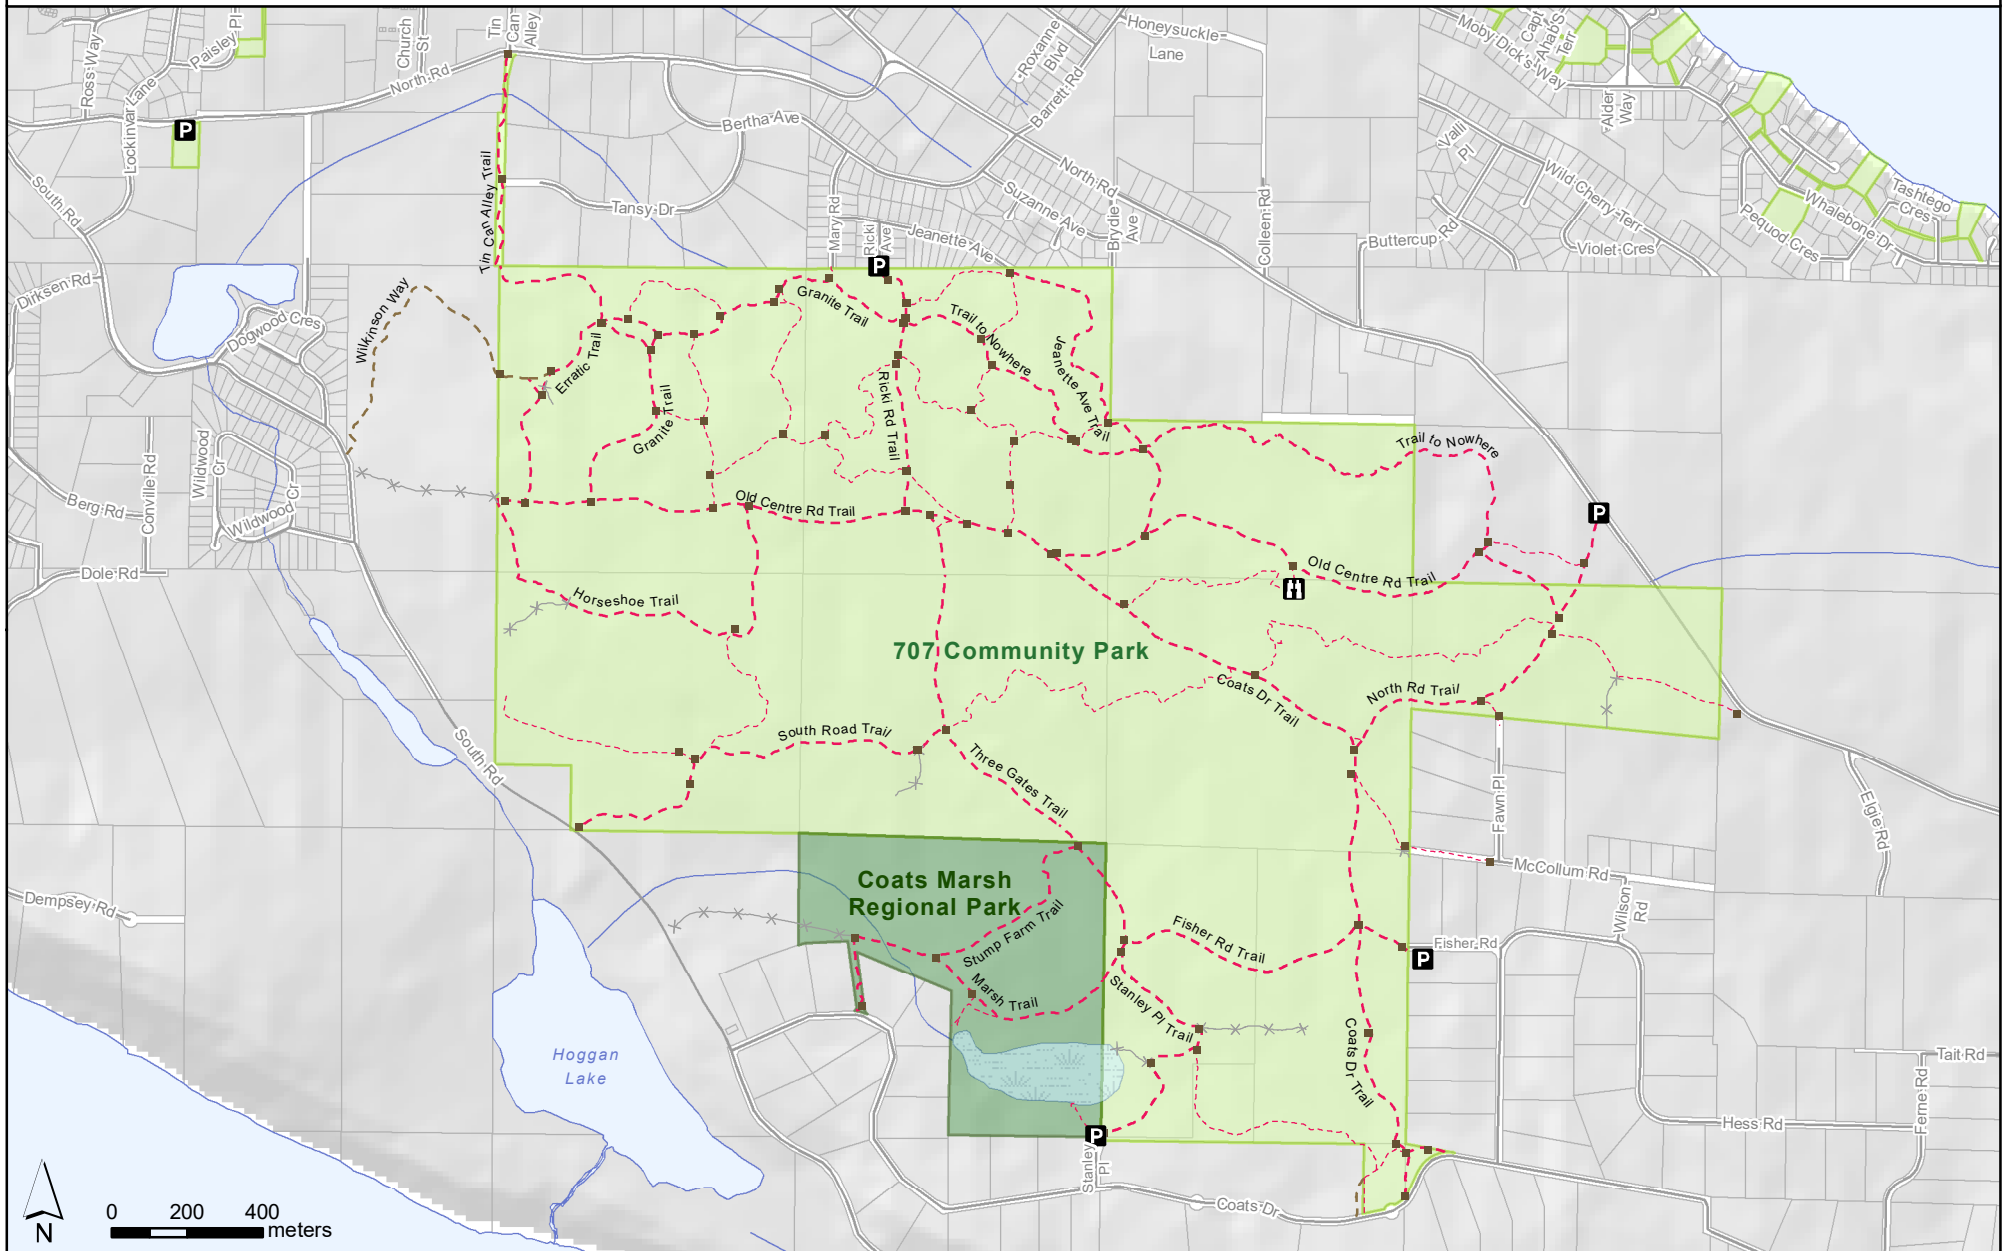 Tin
Can
Alley
Ross Way
Paisley Pl
Church
St
Lockinvar Lane
North Rd
Roxanne
Blvd
Barrett Rd
Honeysuckle
Lane
Moby Dick's Way
Capt
Ahab's
Terr
Alder
Way
P
Bertha Ave
Valli
Pl
Wild Cherry Terr
Tashtego
Cres
Whalebone Dr
Pequod Cres
South Rd
Tin Can Alley Trail
Tansy Dr
Mary Rd
Ricki
Ave
Jeanette Ave
Suzanne Ave
North Rd
Brydie
Ave
Colleen Rd
Buttercup Rd
Violet Cres
P
Dirksen Rd
Dogwood Cres
Wilkinson Way
Granite Trail
Trail to Nowhere
Erratic Trail
Jeanette Ave Trail
Ricki Rd Trail
Granite Trail
Trail to Nowhere
Berg Rd
Conville Rd
Wildwood
Cr
Wildwood Cr
Old Centre Rd Trail
P
Dole Rd
Old Centre Rd Trail
Horseshoe Trail
707 Community Park
Coats Dr Trail
North Rd Trail
South Rd
South Road Trail
Three Gates Trail
Fawn Pl
Elgie Rd
McCollum Rd
Dempsey Rd
Coats Marsh
Regional Park
Stump Farm Trail
Fisher Rd Trail
Fisher Rd
Wilson
Rd
P
Marsh Trail
Stanley Pl Trail
Coats Dr Trail
Hoggan
Lake
Tait Rd
Ferne Rd
Hess Rd
P
Stanley
Pl
Coats Dr
N
0 200 400
meters